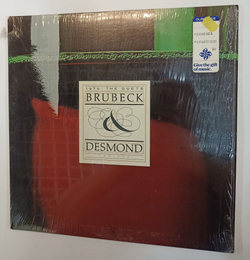 1975: THE DUETS
BRUBECK
&
DESMOND
Give the gift
of music.